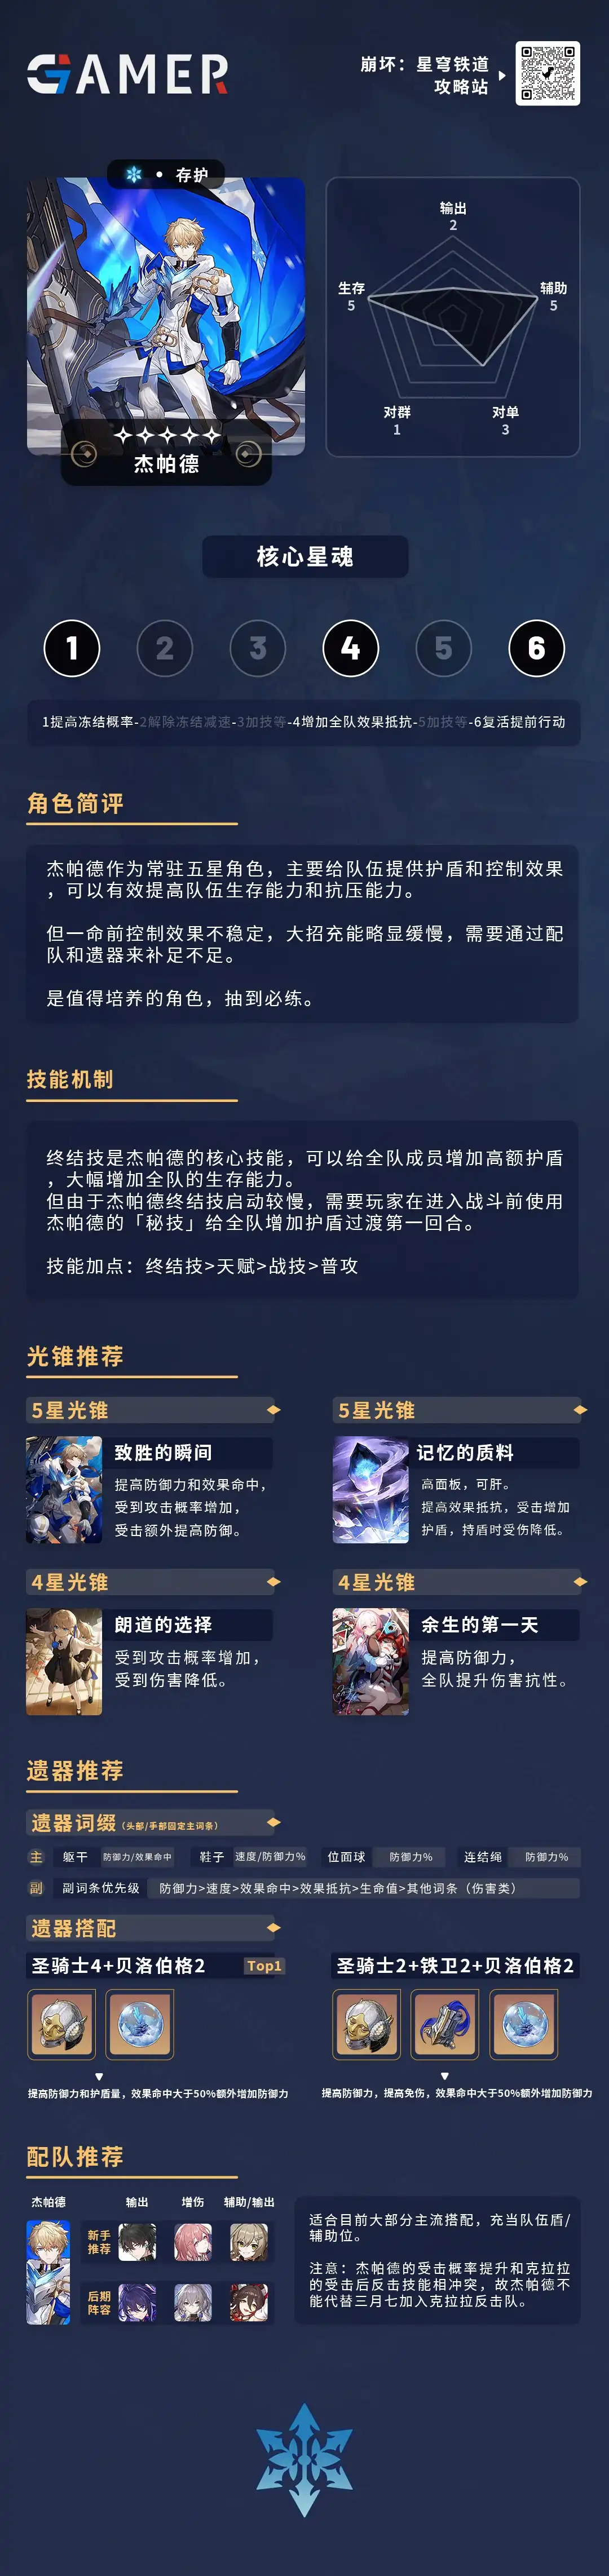 GAMER
崩坏：星穹铁道
攻略站
存护
杰帕德
输出
2
生存
5
辅助
5
对群
1
对单
3
核心星魂
1 2 3 4 5 6
1提高冻结概率-2解除冻结减速-3加技等-4增加全队效果抵抗-5加技等-6复活提前行动
角色简评
杰帕德作为常驻五星角色，主要给队伍提供护盾和控制效果
，可以有效提高队伍生存能力和抗压能力。
但一命前控制效果不稳定，大招充能略显缓慢，需要通过配
队和遗器来补足不足。
是值得培养的角色，抽到必练。
技能机制
终结技是杰帕德的核心技能，可以给全队成员增加高额护盾
，大幅增加全队的生存能力。
但由于杰帕德终结技启动较慢，需要玩家在进入战斗前使用
杰帕德的「秘技」给全队增加护盾过渡第一回合。
技能加点：终结技>天赋>战技>普攻
光锥推荐
5星光锥
致胜的瞬间
提高防御力和效果命中，
受到攻击概率增加，
受击额外提高防御。
5星光锥
记忆的质料
高面板，可肝。
提高效果抵抗，受击增加
护盾，持盾时受伤降低。
4星光锥
朗道的选择
受到攻击概率增加，
受到伤害降低。
4星光锥
余生的第一天
提高防御力，
全队提升伤害抗性。
遗器推荐
遗器词缀（头部/手部固定主词条）
主 躯干 防御力/效果命中 鞋子 速度/防御力% 位面球 防御力% 连结绳 防御力%
副 副词条优先级 防御力>速度>效果命中>效果抵抗>生命值>其他词条（伤害类）
遗器搭配
圣骑士4+贝洛伯格2 Top1
提高防御力和护盾量，效果命中大于50%额外增加防御力
圣骑士2+铁卫2+贝洛伯格2
提高防御力，提高免伤，效果命中大于50%额外增加防御力
配队推荐
杰帕德 输出 增伤 辅助/输出
新手
推荐
后期
阵容
适合目前大部分主流搭配，充当队伍盾/
辅助位。
注意：杰帕德的受击概率提升和克拉拉
的受击后反击技能相冲突，故杰帕德不
能代替三月七加入克拉拉反击队。